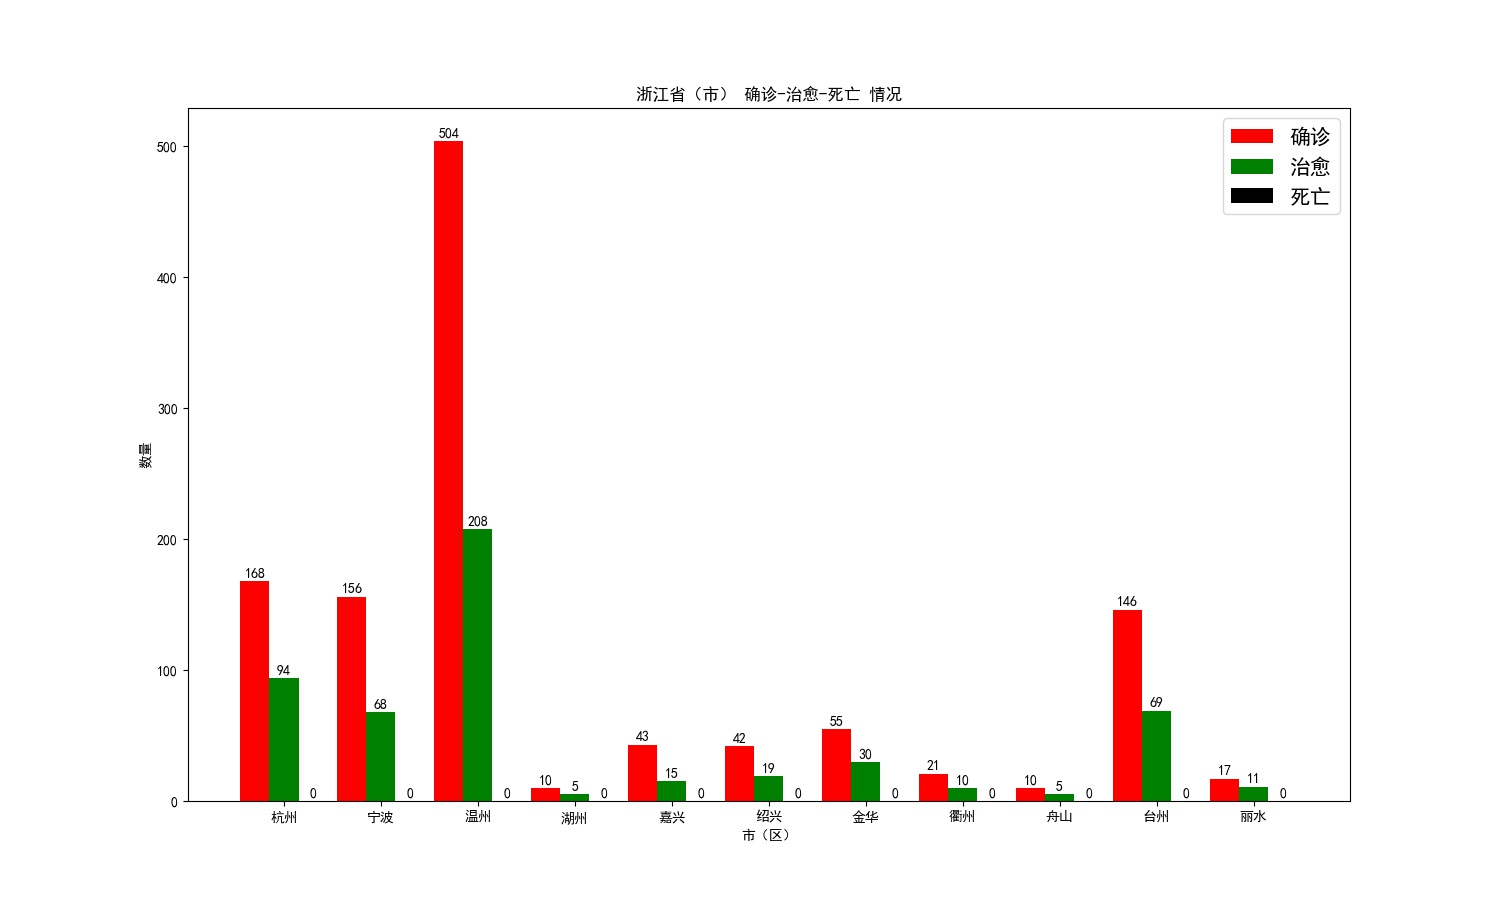 浙江省（市） 确诊-治愈-死亡 情况
确诊
治愈
死亡
数量
500
400
300
200
100
0
168
94
0
156
68
0
504
208
0
10
5
0
43
15
0
42
19
0
55
30
0
21
10
0
10
5
0
146
69
0
17
11
0
杭州
宁波
温州
湖州
嘉兴
绍兴
金华
衢州
舟山
台州
丽水
市（区）